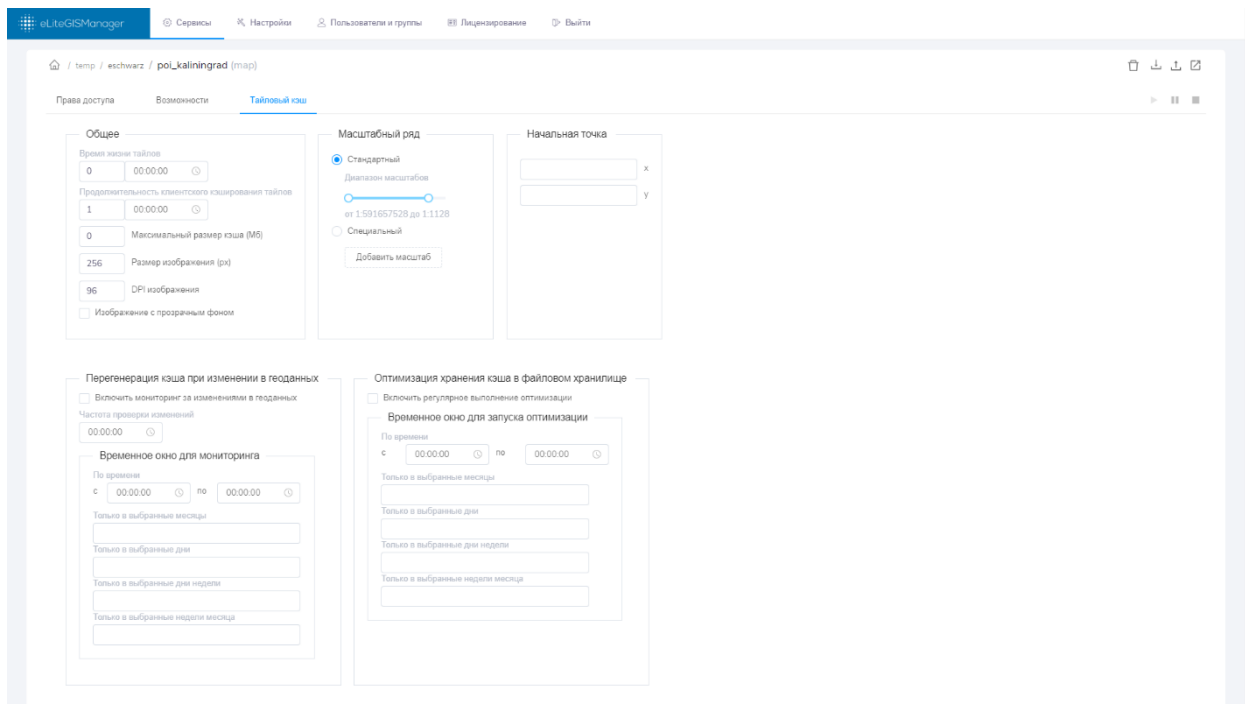 eLiteGISManager
Сервисы
Настройки
Пользователи и группы
Лицензирование
Выйти
/ temp / eschwarz / poi_kaliningrad (map)
Права доступа
Возможности
Тайловый кэш
Общее
Время жизни тайлов
0 00:00:00
Продолжительность клиентского кэширования тайлов
1 00:00:00
0 Максимальный размер кэша (Мб)
256 Размер изображения (px)
96 DPI изображения
Изображение с прозрачным фоном
Масштабный ряд
Стандартный
Диапазон масштабов
от 1:591657528 до 1:1128
Специальный
Добавить масштаб
Начальная точка
x
y
Перегенерация кэша при изменении в геоданных
Включить мониторинг за изменениями в геоданных
Частота проверки изменений
00:00:00
Временное окно для мониторинга
По времени
с 00:00:00 по 00:00:00
Только в выбранные месяцы
Только в выбранные дни
Только в выбранные дни недели
Только в выбранные недели месяца
Оптимизация хранения кэша в файловом хранилище
Включить регулярное выполнение оптимизации
Временное окно для запуска оптимизации
По времени
с 00:00:00 по 00:00:00
Только в выбранные месяцы
Только в выбранные дни
Только в выбранные дни недели
Только в выбранные недели месяца